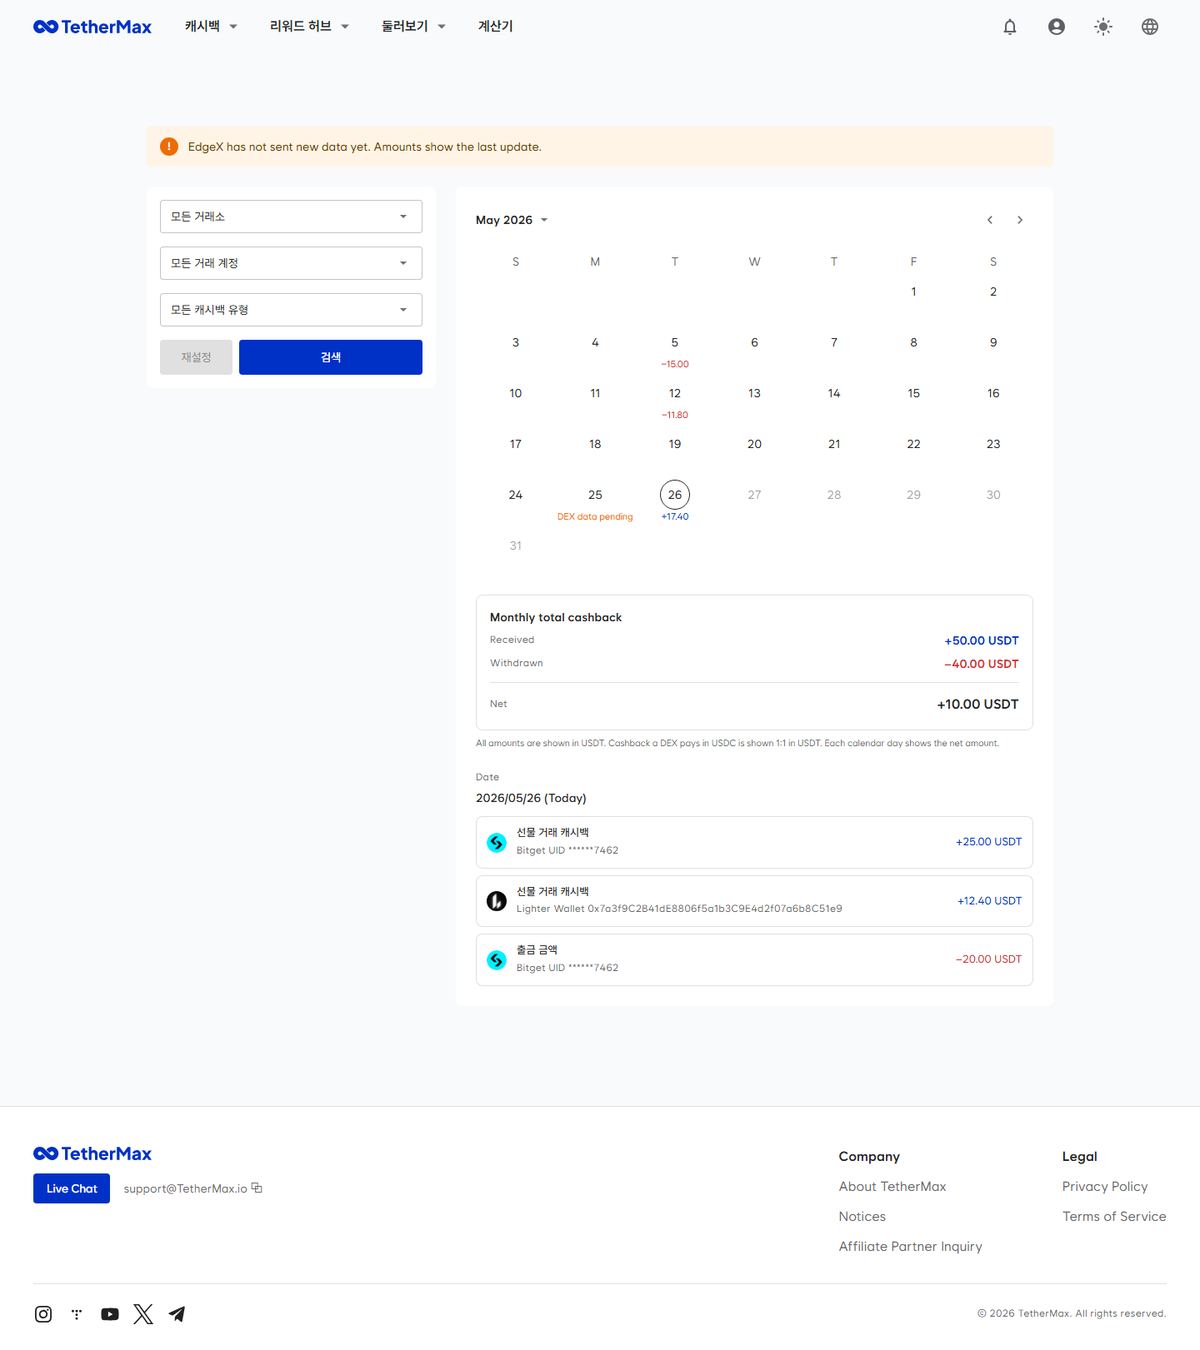 TetherMax 캐시백 리워드 허브 둘러보기 계산기
EdgeX has not sent new data yet. Amounts show the last update.
모든 거래소
모든 거래 계정
모든 캐시백 유형
재설정 검색
May 2026
S M T W T F S
1 2
3 4 5 6 7 8 9
−15.00
10 11 12 13 14 15 16
−11.80
17 18 19 20 21 22 23
24 25 26 27 28 29 30
DEX data pending +17.40
31
Monthly total cashback
Received +50.00 USDT
Withdrawn −40.00 USDT
Net +10.00 USDT
All amounts are shown in USDT. Cashback a DEX pays in USDC is shown 1:1 in USDT. Each calendar day shows the net amount.
Date
2026/05/26 (Today)
선물 거래 캐시백
Bitget UID ******7462
+25.00 USDT
선물 거래 캐시백
Lighter Wallet 0x7a3f9C2B41dE8806f5a1b3C9E4d2f07a6b8C51e9
+12.40 USDT
출금 금액
Bitget UID ******7462
−20.00 USDT
TetherMax
Live Chat support@TetherMax.io
Company
About TetherMax
Notices
Affiliate Partner Inquiry
Legal
Privacy Policy
Terms of Service
© 2026 TetherMax. All rights reserved.